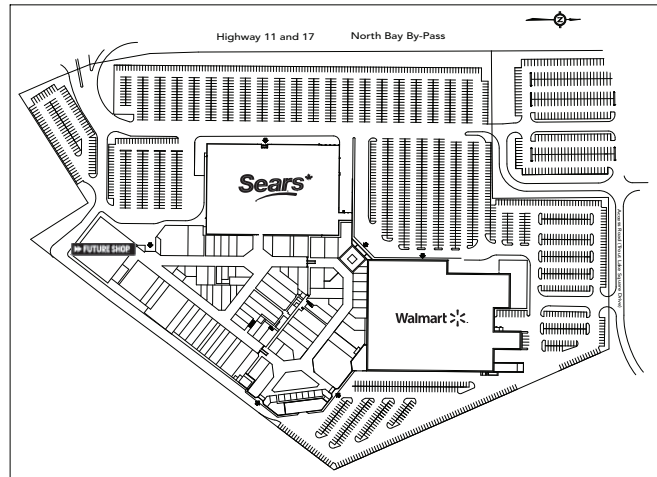 Highway 11 and 17 North Bay By-Pass
Z
Sears
FUTURE SHOP
Walmart